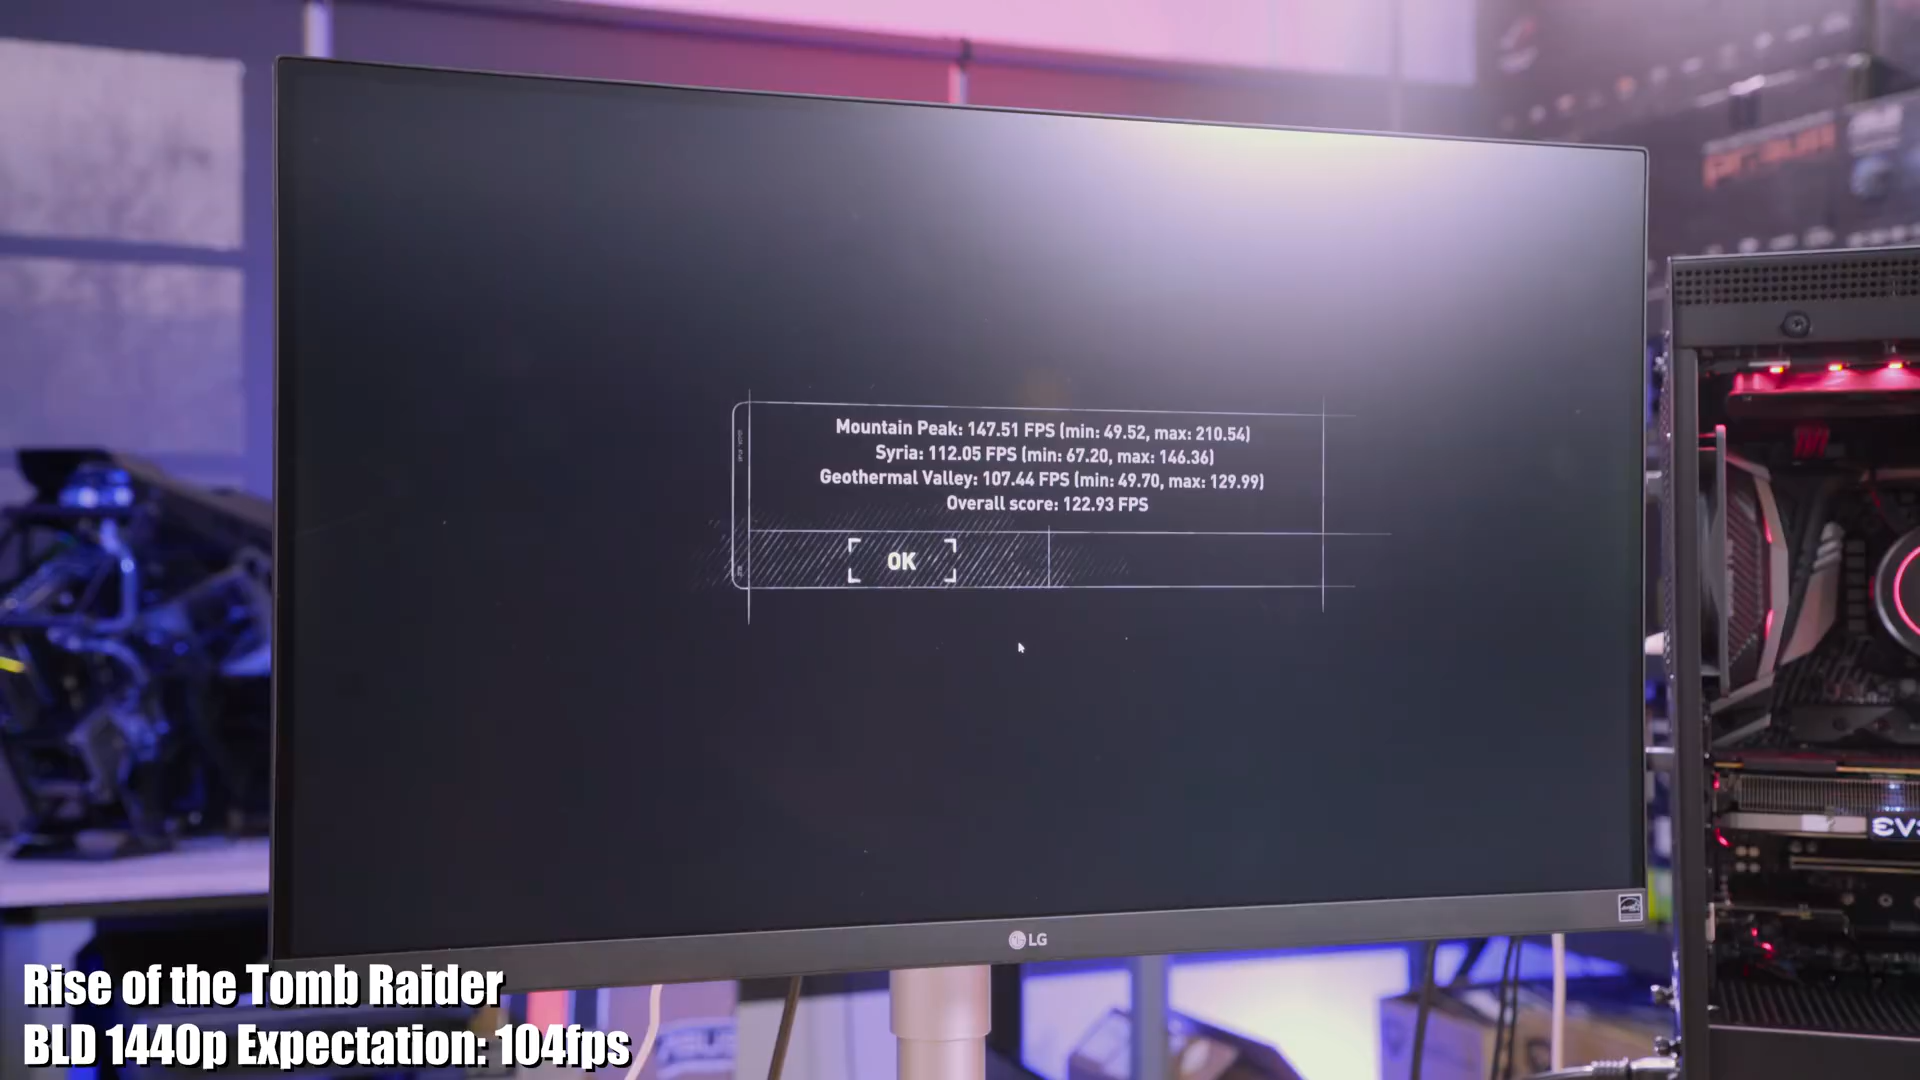 Mountain Peak: 147.51 FPS (min: 49.52, max: 210.54)
Syria: 112.05 FPS (min: 67.20, max: 146.36)
Geothermal Valley: 107.44 FPS (min: 49.70, max: 129.99)
Overall score: 122.93 FPS
OK
LG
Rise of the Tomb Raider
BLD 1440p Expectation: 104fps